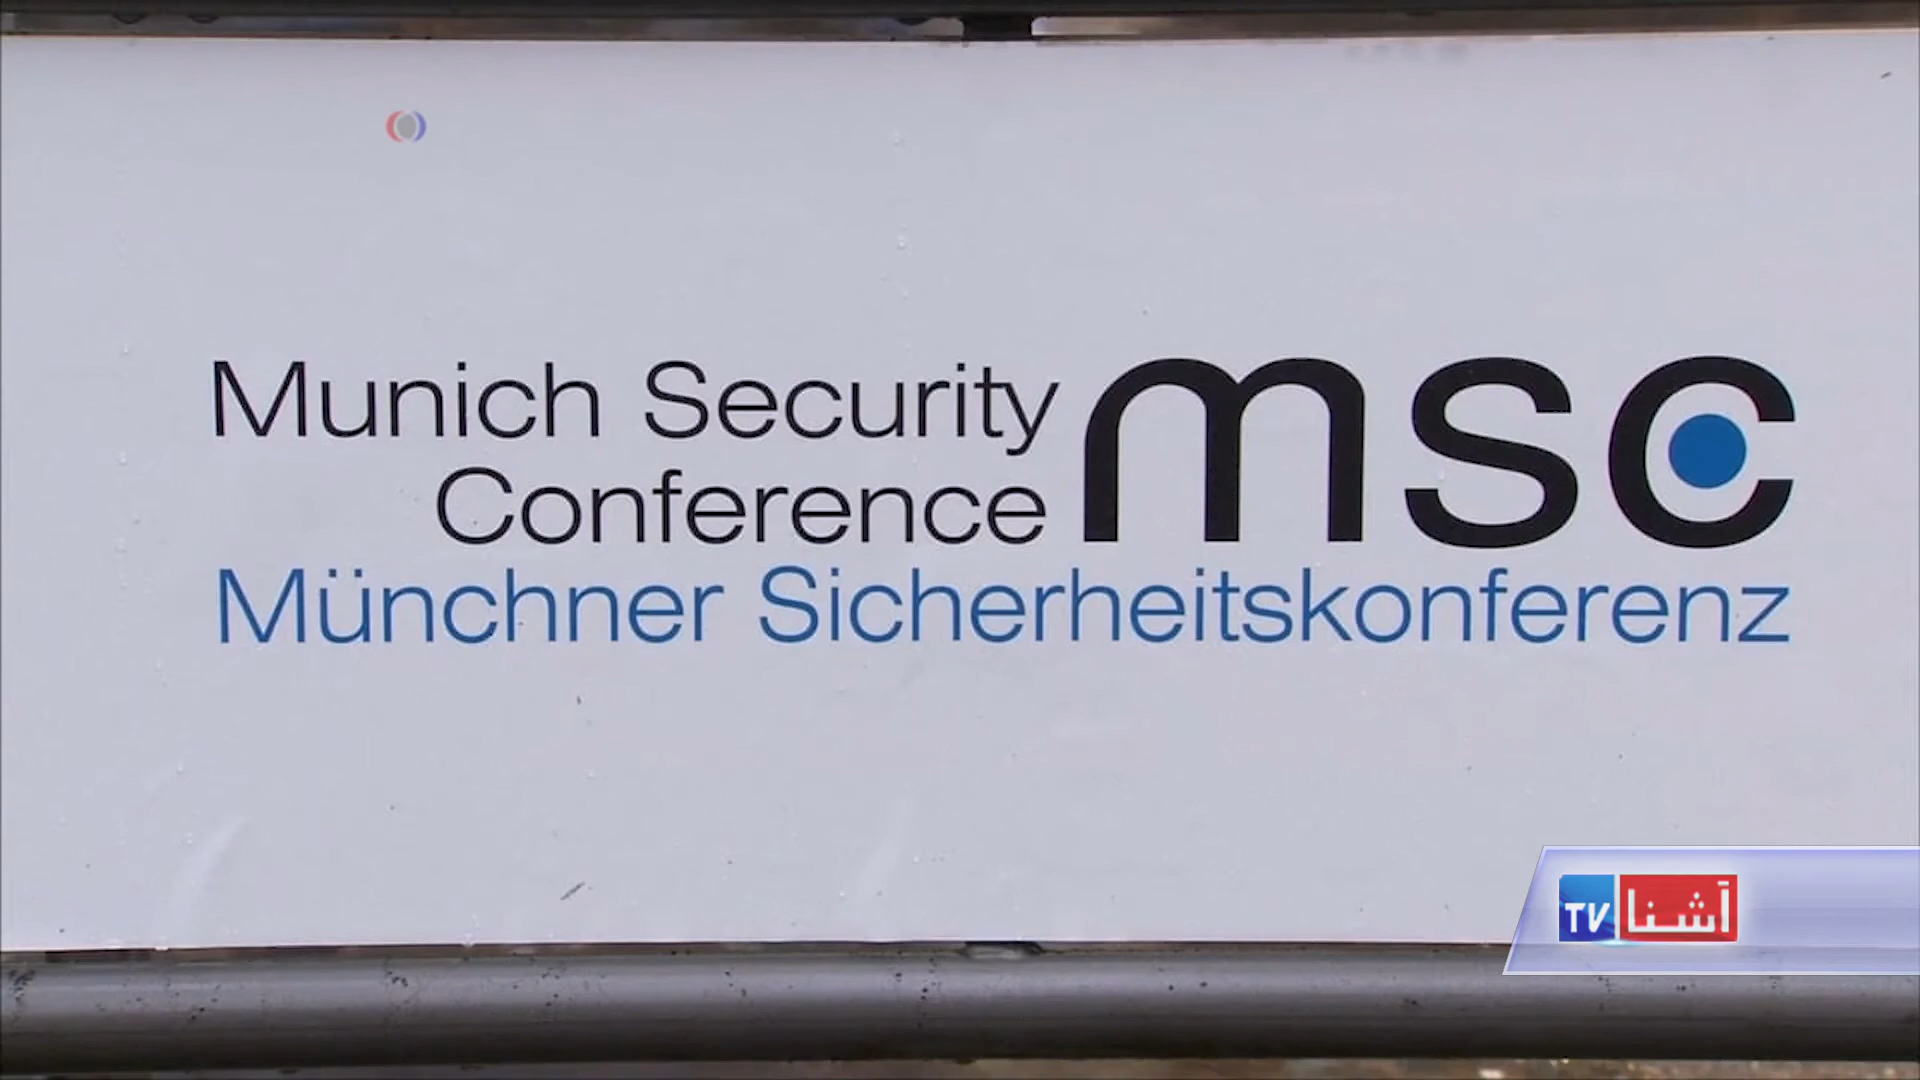 Munich Security
Conference
msc
Münchner Sicherheitskonferenz
TV آشنا